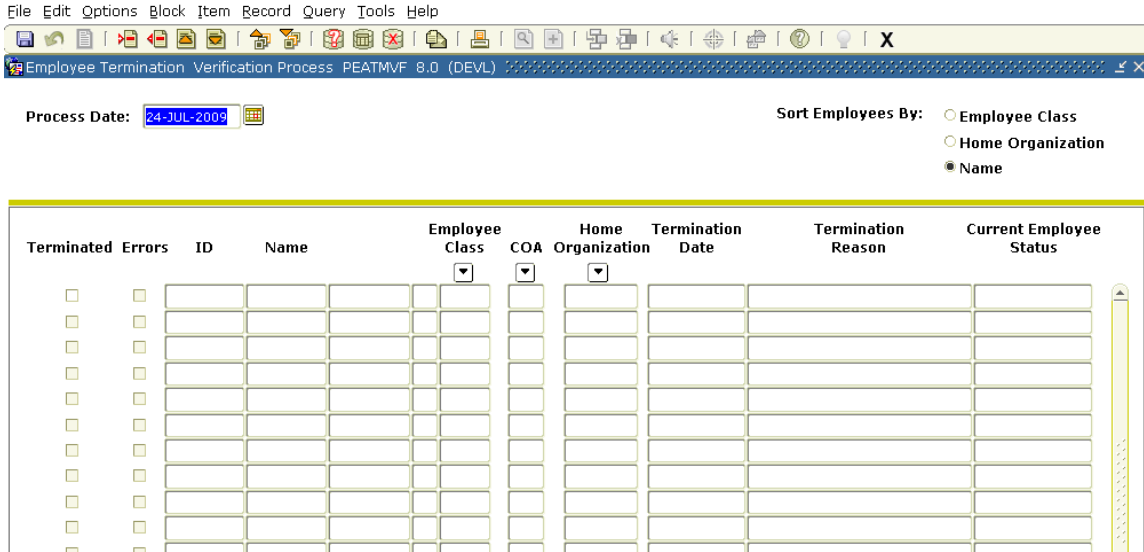 File Edit Options Block Item Record Query Tools Help
X
Employee Termination Verification Process PEATMVF 8.0 (DEVL)
Process Date: 24-JUL-2009
Sort Employees By: Employee Class
Home Organization
Name
Employee Home Termination Termination Current Employee
Terminated Errors ID Name Class COA Organization Date Reason Status